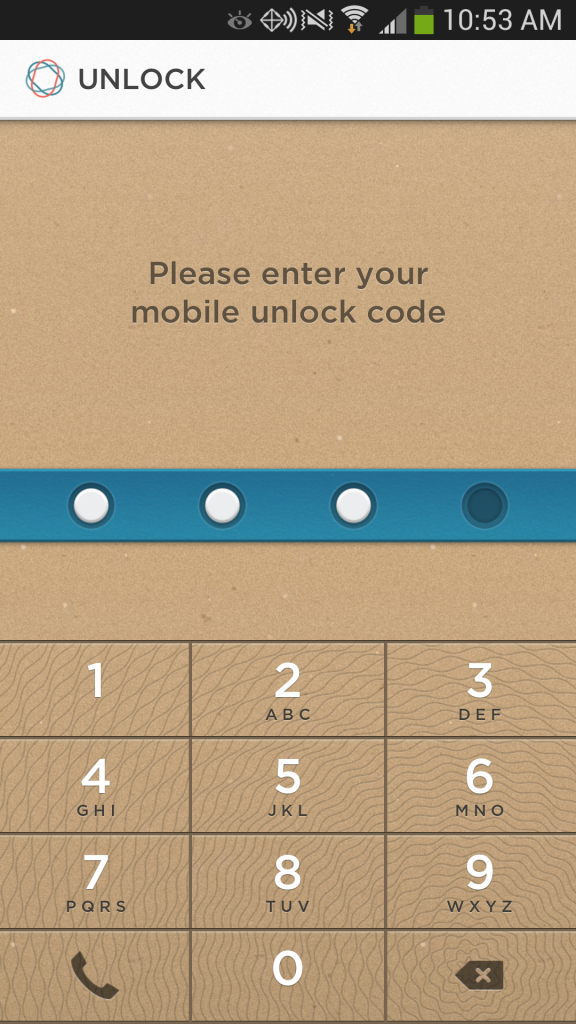 10:53 AM
UNLOCK
Please enter your
mobile unlock code
1 2 3
ABC DEF
4 5 6
GHI JKL MNO
7 8 9
PQRS TUV WXYZ
0